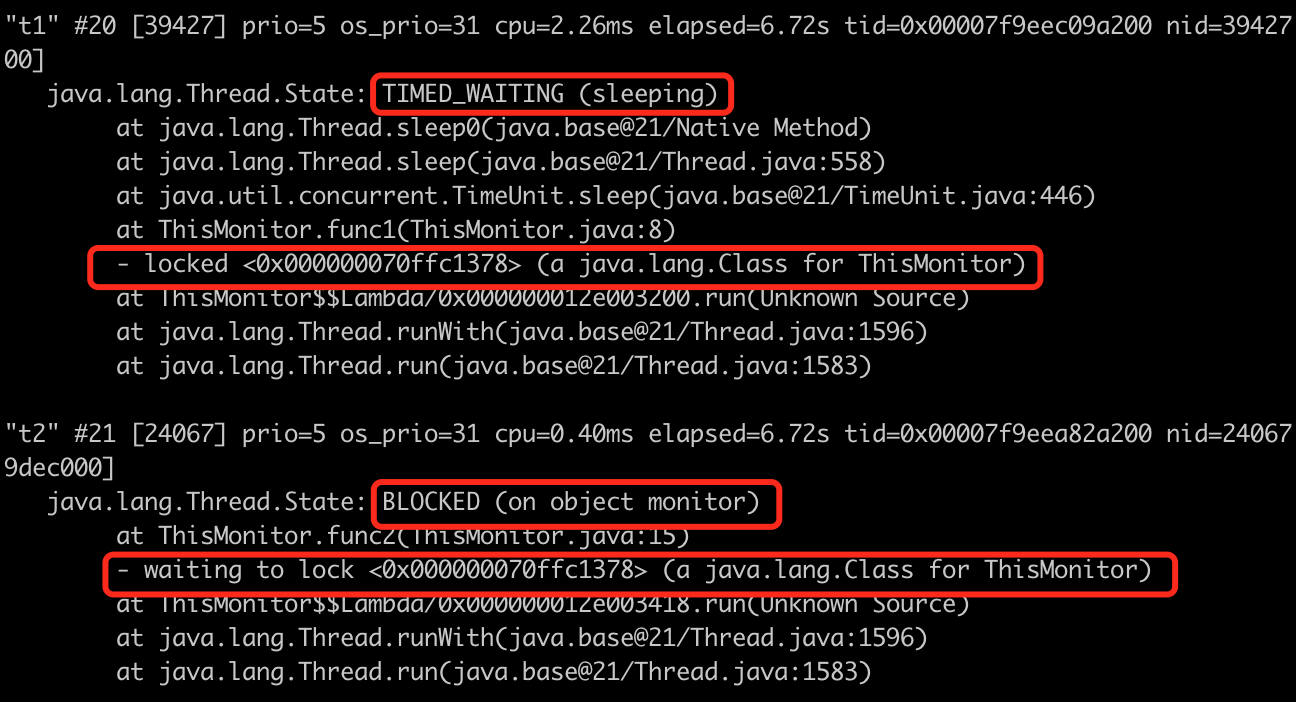 "t1" #20 [39427] prio=5 os_prio=31 cpu=2.26ms elapsed=6.72s tid=0x00007f9eec09a200 nid=39427
00]
java.lang.Thread.State: TIMED_WAITING (sleeping)
at java.lang.Thread.sleep0(java.base@21/Native Method)
at java.lang.Thread.sleep(java.base@21/Thread.java:558)
at java.util.concurrent.TimeUnit.sleep(java.base@21/TimeUnit.java:446)
at ThisMonitor.func1(ThisMonitor.java:8)
- locked <0x000000070ffc1378> (a java.lang.Class for ThisMonitor)
at ThisMonitor$$Lambda/0x000000012e003200.run(Unknown Source)
at java.lang.Thread.runWith(java.base@21/Thread.java:1596)
at java.lang.Thread.run(java.base@21/Thread.java:1583)
"t2" #21 [24067] prio=5 os_prio=31 cpu=0.40ms elapsed=6.72s tid=0x00007f9eea82a200 nid=24067
9dec000]
java.lang.Thread.State: BLOCKED (on object monitor)
at ThisMonitor.func2(ThisMonitor.java:15)
- waiting to lock <0x000000070ffc1378> (a java.lang.Class for ThisMonitor)
at ThisMonitor$$Lambda/0x000000012e003418.run(Unknown Source)
at java.lang.Thread.runWith(java.base@21/Thread.java:1596)
at java.lang.Thread.run(java.base@21/Thread.java:1583)